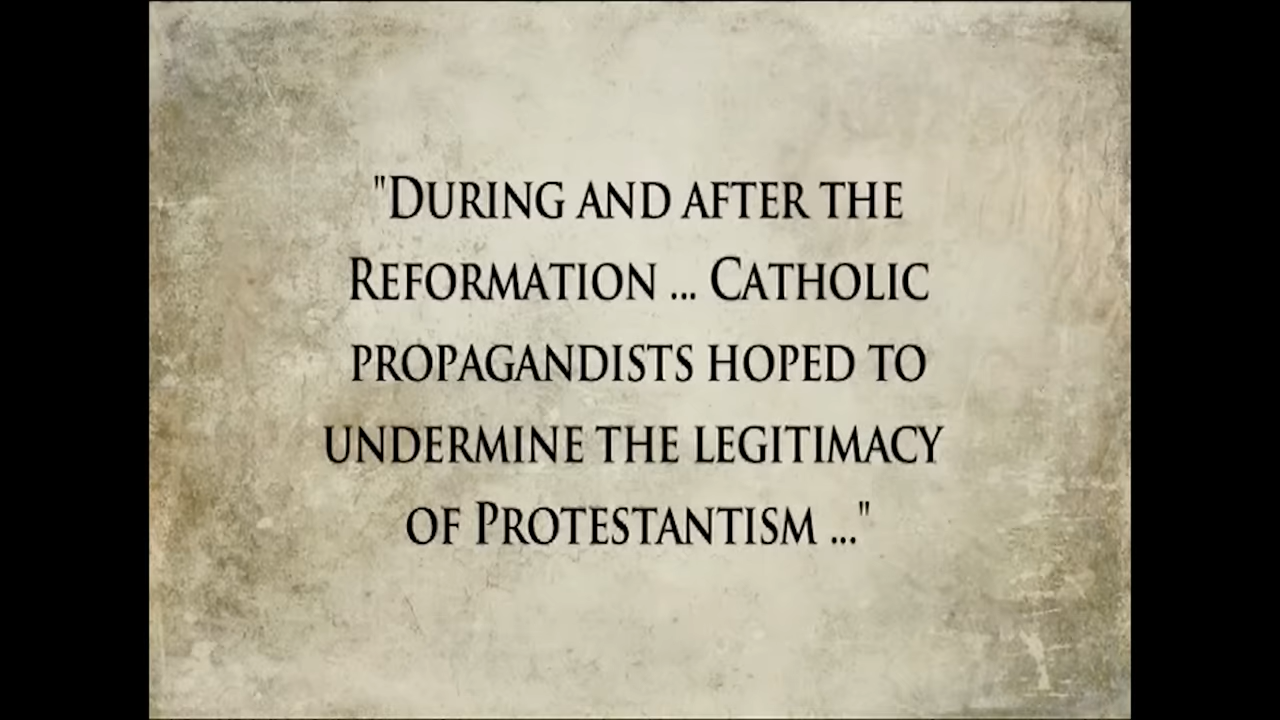 "During and after the
Reformation ... Catholic
propagandists hoped to
undermine the legitimacy
of Protestantism ..."